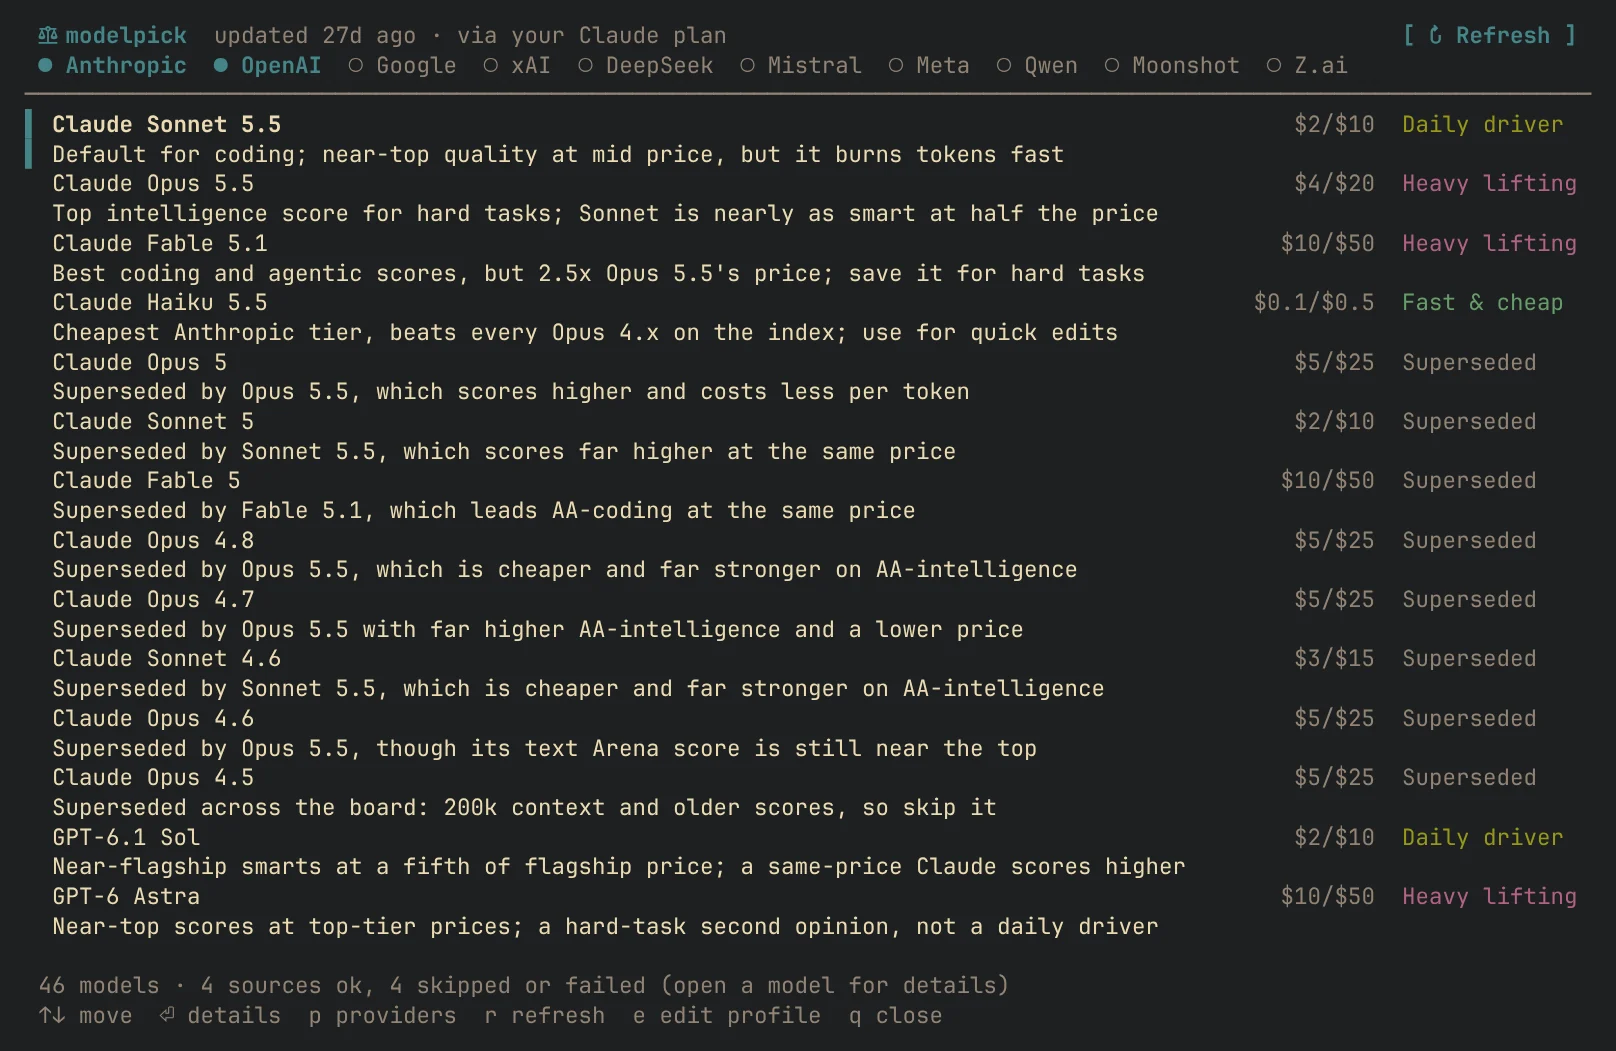 modelpick updated 27d ago · via your Claude plan [ ↻ Refresh ]
● Anthropic ● OpenAI ○ Google ○ xAI ○ DeepSeek ○ Mistral ○ Meta ○ Qwen ○ Moonshot ○ Z.ai
Claude Sonnet 5.5 $2/$10 Daily driver
Default for coding; near-top quality at mid price, but it burns tokens fast
Claude Opus 5.5 $4/$20 Heavy lifting
Top intelligence score for hard tasks; Sonnet is nearly as smart at half the price
Claude Fable 5.1 $10/$50 Heavy lifting
Best coding and agentic scores, but 2.5x Opus 5.5's price; save it for hard tasks
Claude Haiku 5.5 $0.1/$0.5 Fast & cheap
Cheapest Anthropic tier, beats every Opus 4.x on the index; use for quick edits
Claude Opus 5 $5/$25 Superseded
Superseded by Opus 5.5, which scores higher and costs less per token
Claude Sonnet 5 $2/$10 Superseded
Superseded by Sonnet 5.5, which scores far higher at the same price
Claude Fable 5 $10/$50 Superseded
Superseded by Fable 5.1, which leads AA-coding at the same price
Claude Opus 4.8 $5/$25 Superseded
Superseded by Opus 5.5, which is cheaper and far stronger on AA-intelligence
Claude Opus 4.7 $5/$25 Superseded
Superseded by Opus 5.5 with far higher AA-intelligence and a lower price
Claude Sonnet 4.6 $3/$15 Superseded
Superseded by Sonnet 5.5, which is cheaper and far stronger on AA-intelligence
Claude Opus 4.6 $5/$25 Superseded
Superseded by Opus 5.5, though its text Arena score is still near the top
Claude Opus 4.5 $5/$25 Superseded
Superseded across the board: 200k context and older scores, so skip it
GPT-6.1 Sol $2/$10 Daily driver
Near-flagship smarts at a fifth of flagship price; a same-price Claude scores higher
GPT-6 Astra $10/$50 Heavy lifting
Near-top scores at top-tier prices; a hard-task second opinion, not a daily driver
46 models · 4 sources ok, 4 skipped or failed (open a model for details)
↑↓ move ⏎ details p providers r refresh e edit profile q close